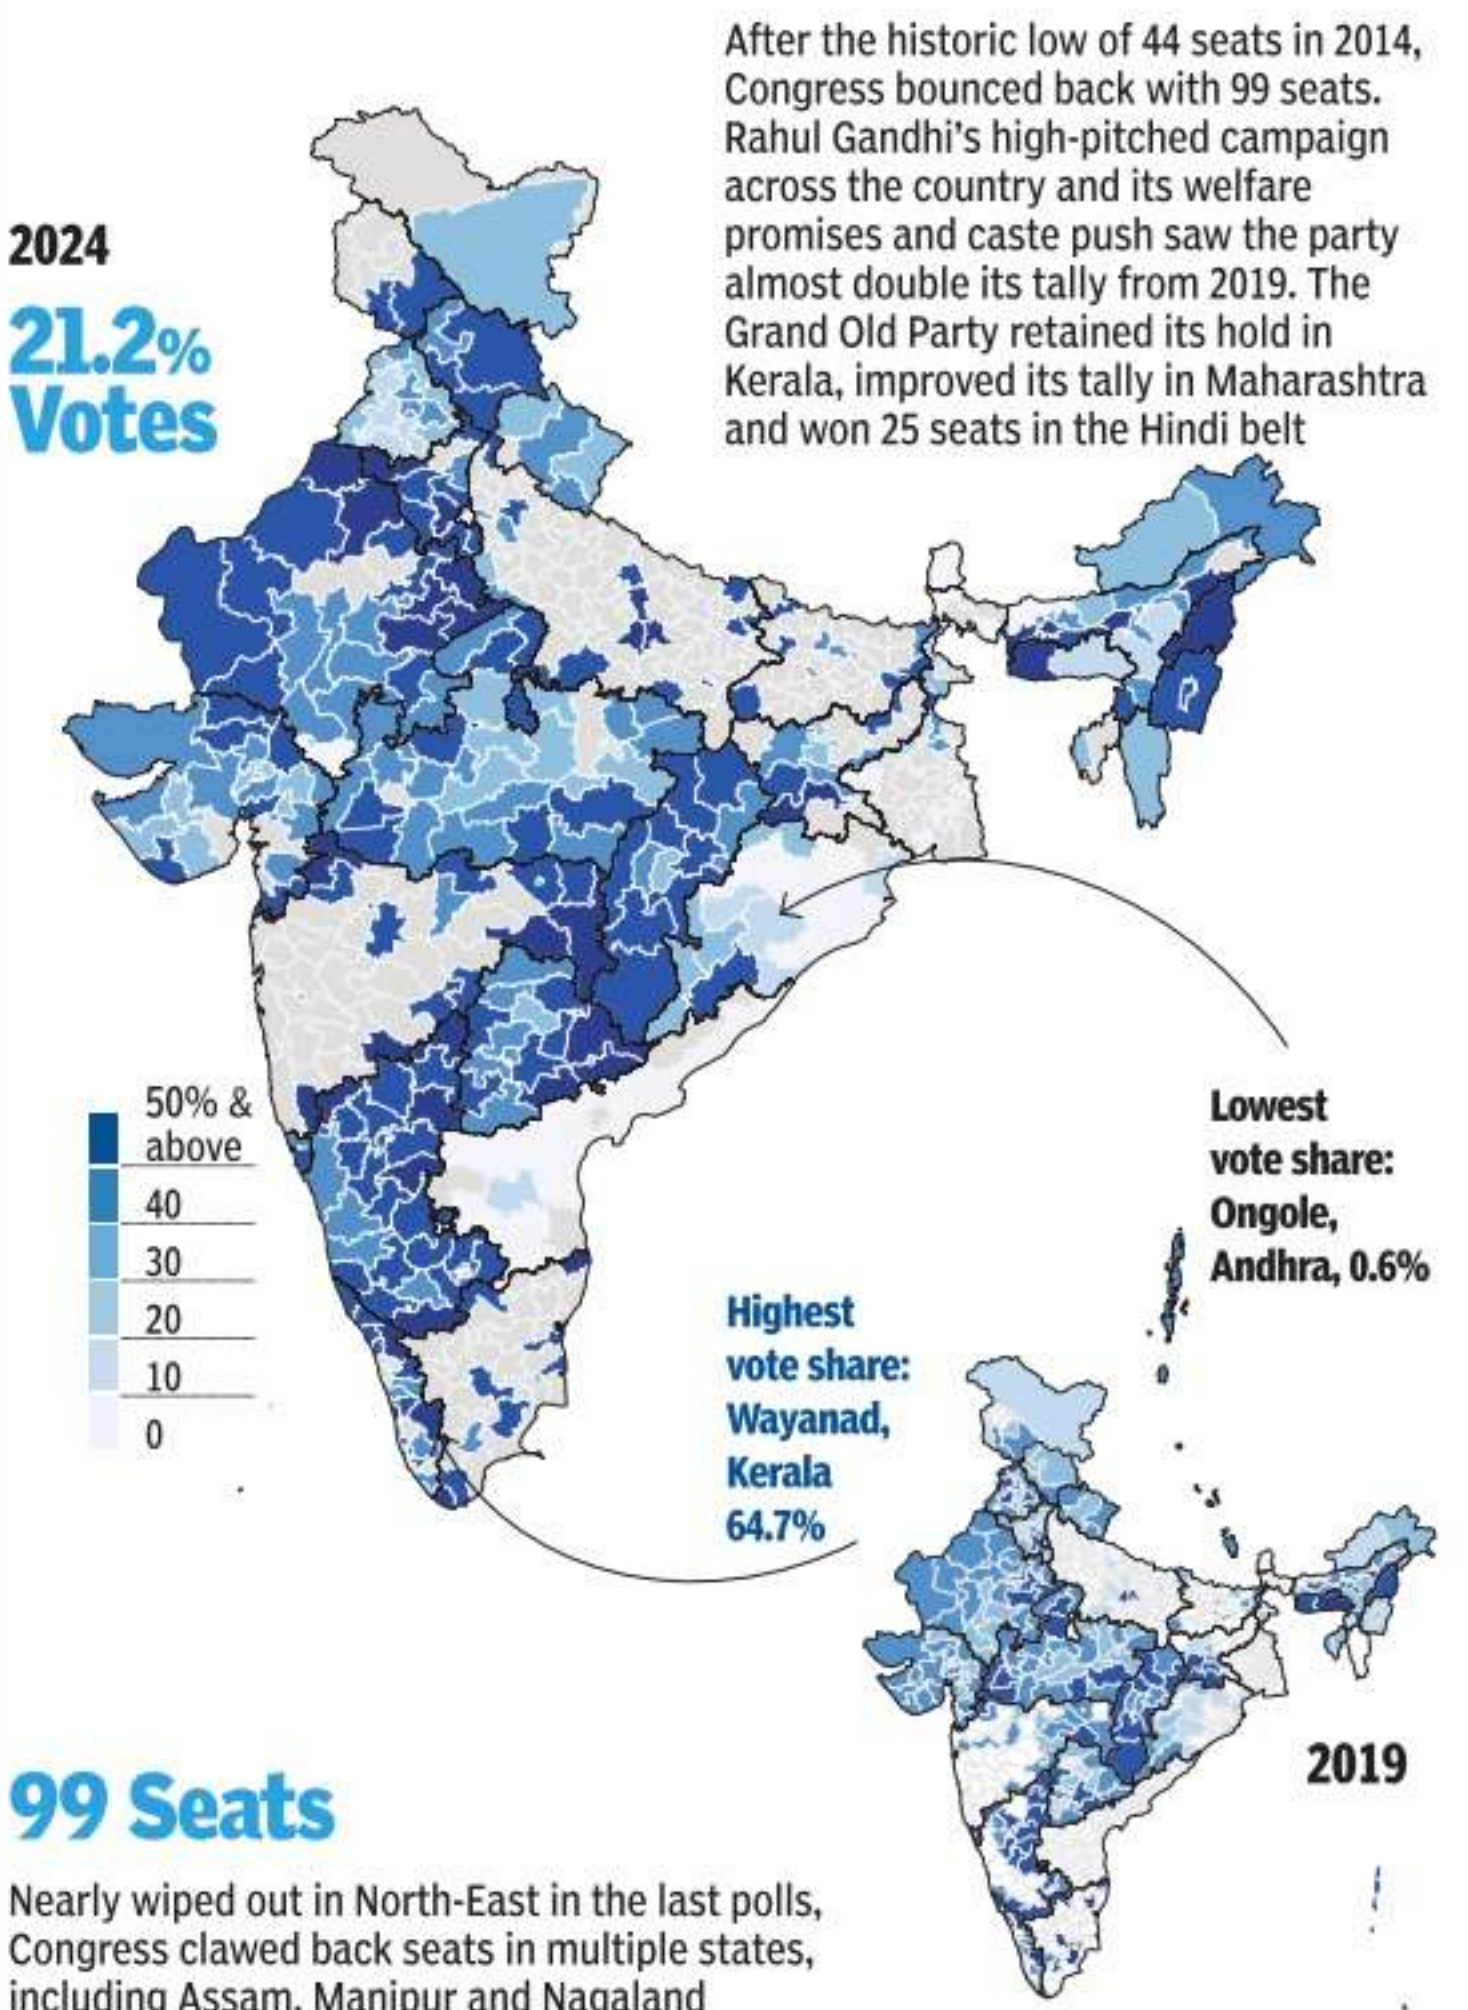 After the historic low of 44 seats in 2014,
Congress bounced back with 99 seats.
Rahul Gandhi's high-pitched campaign
across the country and its welfare
promises and caste push saw the party
almost double its tally from 2019. The
Grand Old Party retained its hold in
Kerala, improved its tally in Maharashtra
and won 25 seats in the Hindi belt
2024
21.2%
Votes
50% &
above
40
30
20
10
0
Lowest
vote share:
Ongole,
Andhra, 0.6%
Highest
vote share:
Wayanad,
Kerala
64.7%
2019
99 Seats
Nearly wiped out in North-East in the last polls,
Congress clawed back seats in multiple states,
including Assam, Manipur and Nagaland